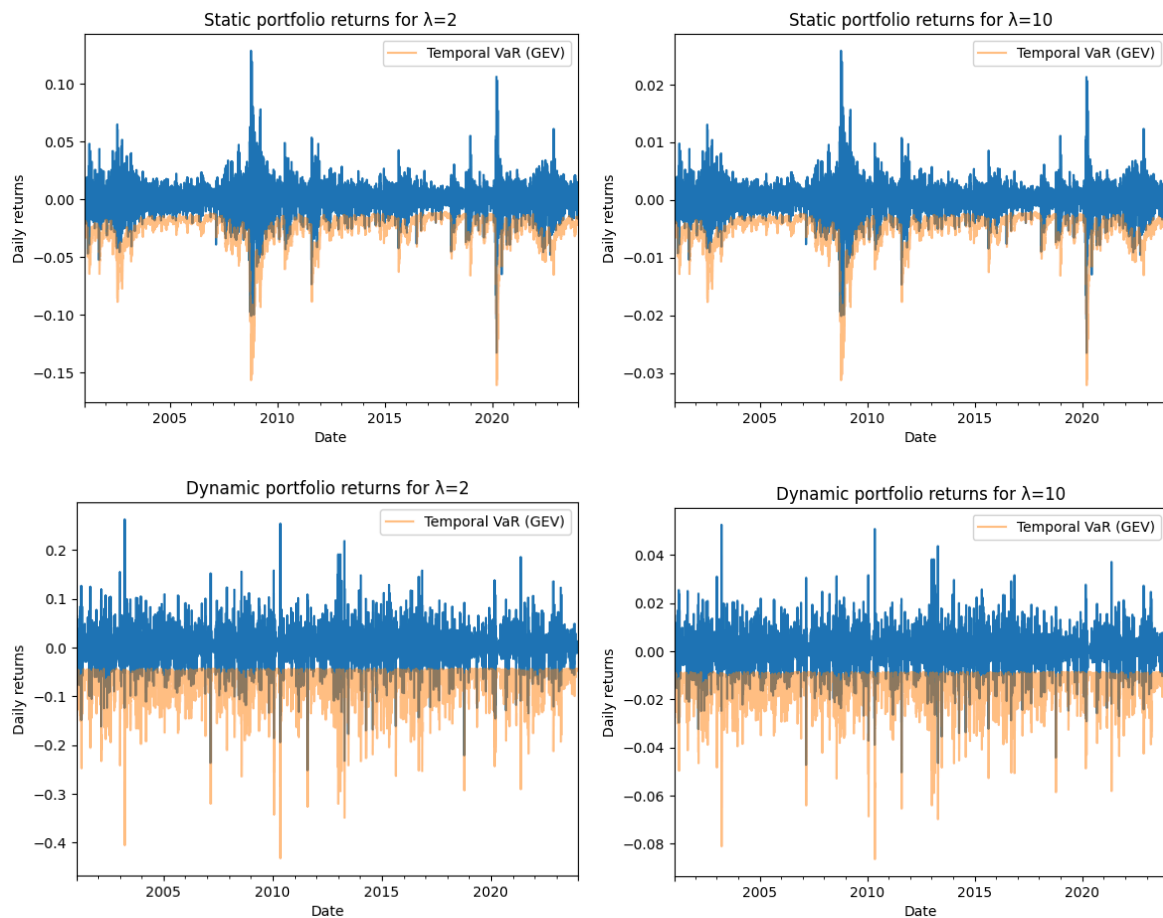 Static portfolio returns for λ=2
Temporal VaR (GEV)
0.10
0.05
0.00
−0.05
−0.10
−0.15
Daily returns
2005 2010 2015 2020
Date
Static portfolio returns for λ=10
Temporal VaR (GEV)
0.02
0.01
0.00
−0.01
−0.02
−0.03
Daily returns
2005 2010 2015 2020
Date
Dynamic portfolio returns for λ=2
Temporal VaR (GEV)
0.2
0.1
0.0
−0.1
−0.2
−0.3
−0.4
Daily returns
2005 2010 2015 2020
Date
Dynamic portfolio returns for λ=10
Temporal VaR (GEV)
0.04
0.02
0.00
−0.02
−0.04
−0.06
−0.08
Daily returns
2005 2010 2015 2020
Date